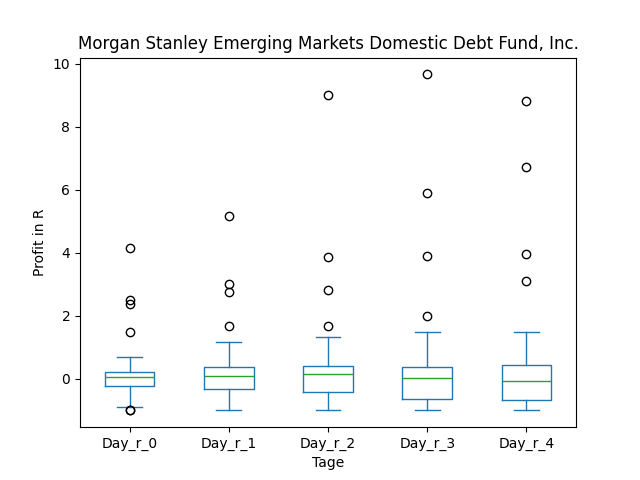 Morgan Stanley Emerging Markets Domestic Debt Fund, Inc.
10
8
6
4
2
0
Profit in R
Day_r_0 Day_r_1 Day_r_2 Day_r_3 Day_r_4
Tage